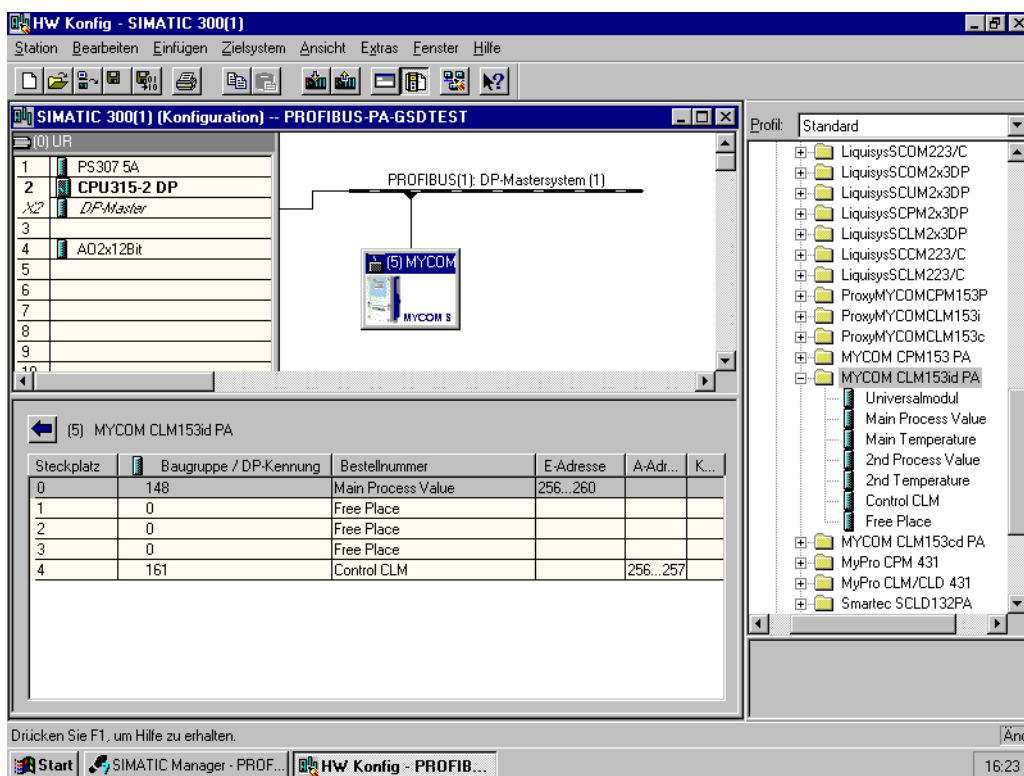 HW Konfig - SIMATIC 300(1)
Station Bearbeiten Einfügen Zielsystem Ansicht Extras Fenster Hilfe
SIMATIC 300(1) (Konfiguration) -- PROFIBUS-PA-GSDTEST
(0) UR
1 PS307 5A
2 CPU315-2 DP
X2 DP-Master
3
4 AO2x12Bit
5
6
7
8
9
10
PROFIBUS(1): DP-Mastersystem (1)
(5) MYCOM
MYCOM S
(5) MYCOM CLM153id PA
Steckplatz Baugruppe / DP-Kennung Bestellnummer E-Adresse A-Adr... K...
0 148 Main Process Value 256...260
1 0 Free Place
2 0 Free Place
3 0 Free Place
4 161 Control CLM 256...257
Profil: Standard
LiquisysSCOM223/C
LiquisysSCOM2x3DP
LiquisysSCUM2x3DP
LiquisysSCPM2x3DP
LiquisysSCLM2x3DP
LiquisysSCCM223/C
LiquisysSCLM223/C
ProxyMYCOMCPM153P
ProxyMYCOMCLM153i
ProxyMYCOMCLM153c
MYCOM CPM153 PA
MYCOM CLM153id PA
Universalmodul
Main Process Value
Main Temperature
2nd Process Value
2nd Temperature
Control CLM
Free Place
MYCOM CLM153cd PA
MyPro CPM 431
MyPro CLM/CLD 431
Smartec SCLD132PA
Drücken Sie F1, um Hilfe zu erhalten.
Änd
Start SIMATIC Manager - PROF... HW Konfig - PROFIB... 16:23